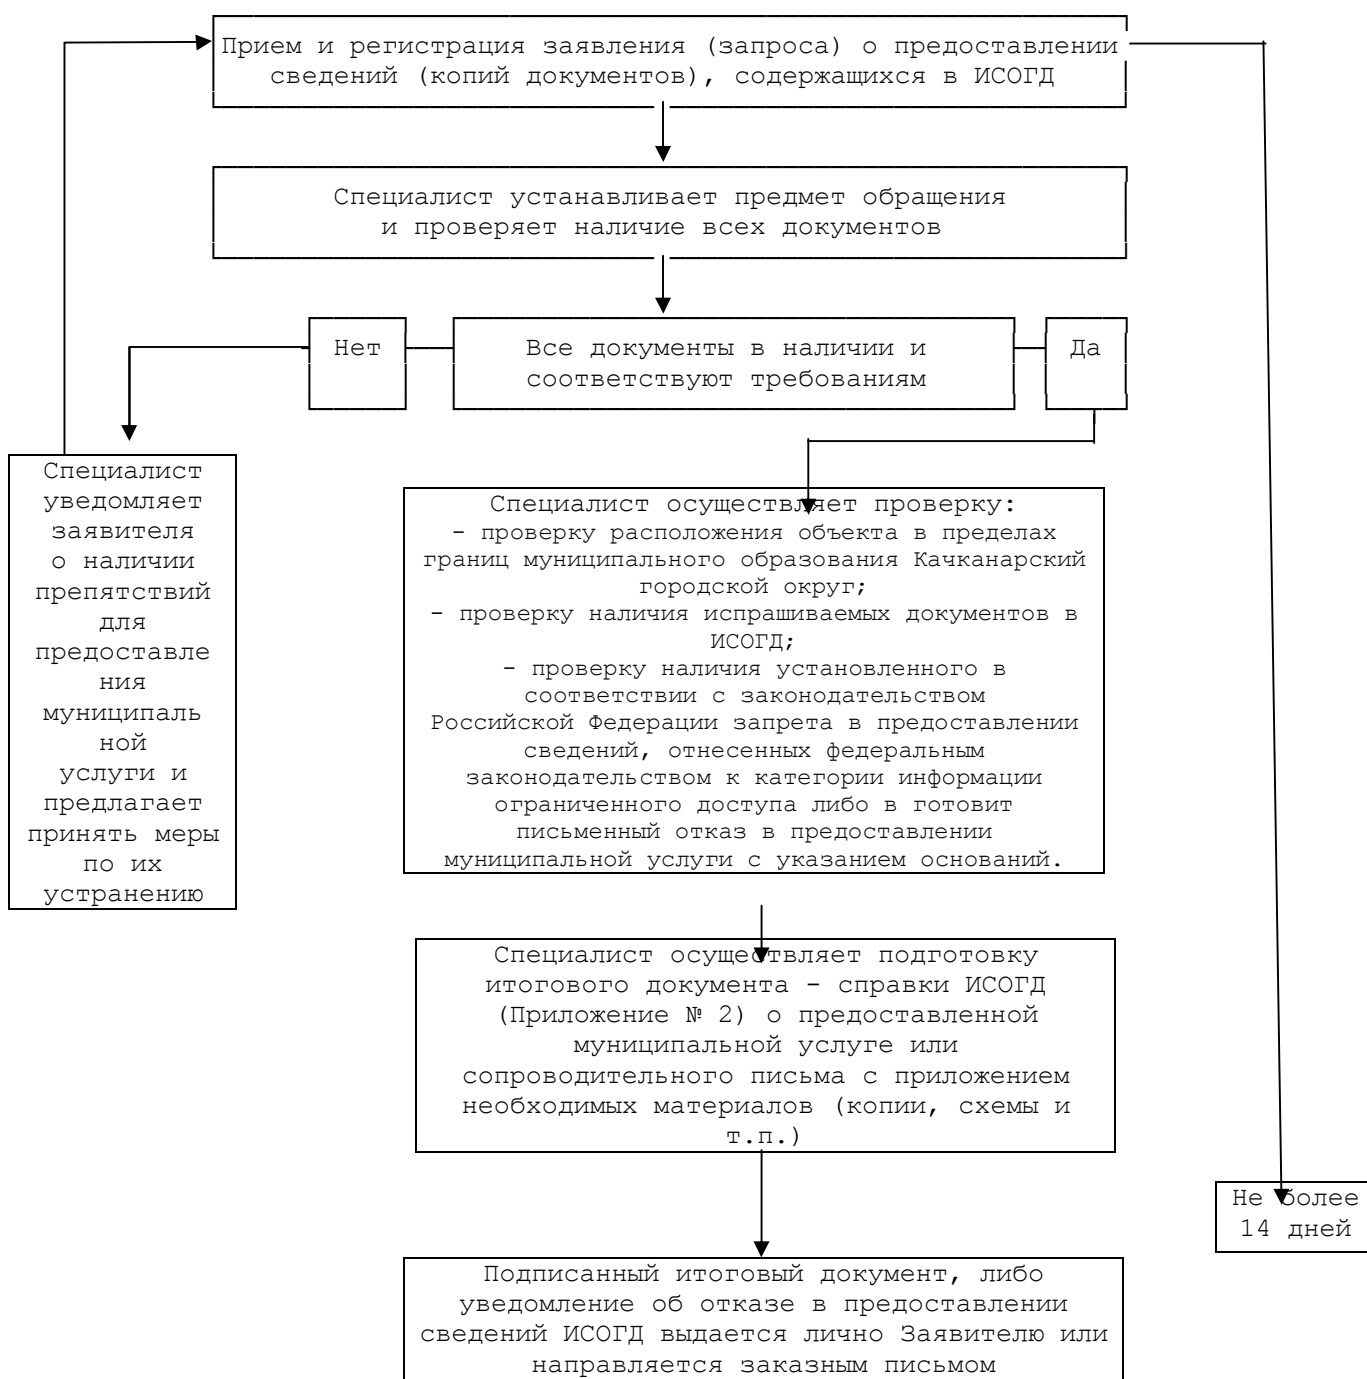 Прием и регистрация заявления (запроса) о предоставлении
сведений (копий документов), содержащихся в ИСОГД
Специалист устанавливает предмет обращения
и проверяет наличие всех документов
Нет
Все документы в наличии и
соответствуют требованиям
Да
Специалист
уведомляет
заявителя
о наличии
препятствий
для
предоставле
ния
муниципаль
ной
услуги и
предлагает
принять меры
по их
устранению
Специалист осуществляет проверку:
- проверку расположения объекта в пределах
границ муниципального образования Качканарский
городской округ;
- проверку наличия испрашиваемых документов в
ИСОГД;
- проверку наличия установленного в
соответствии с законодательством
Российской Федерации запрета в предоставлении
сведений, отнесенных федеральным
законодательством к категории информации
ограниченного доступа либо в готовит
письменный отказ в предоставлении
муниципальной услуги с указанием оснований.
Специалист осуществляет подготовку
итогового документа - справки ИСОГД
(Приложение № 2) о предоставленной
муниципальной услуге или
сопроводительного письма с приложением
необходимых материалов (копии, схемы и
т.п.)
Не более
14 дней
Подписанный итоговый документ, либо
уведомление об отказе в предоставлении
сведений ИСОГД выдается лично Заявителю или
направляется заказным письмом